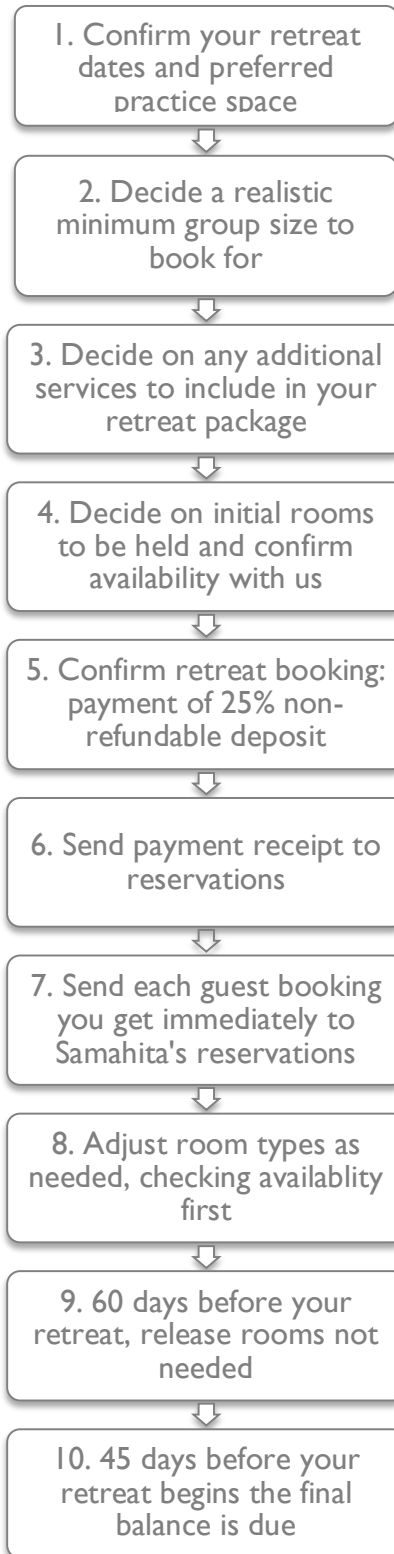 1. Confirm your retreat
dates and preferred
practice space
2. Decide a realistic
minimum group size to
book for
3. Decide on any additional
services to include in your
retreat package
4. Decide on initial rooms
to be held and confirm
availability with us
5. Confirm retreat booking:
payment of 25% non-
refundable deposit
6. Send payment receipt to
reservations
7. Send each guest booking
you get immediately to
Samahita's reservations
8. Adjust room types as
needed, checking availablity
first
9. 60 days before your
retreat, release rooms not
needed
10. 45 days before your
retreat begins the final
balance is due